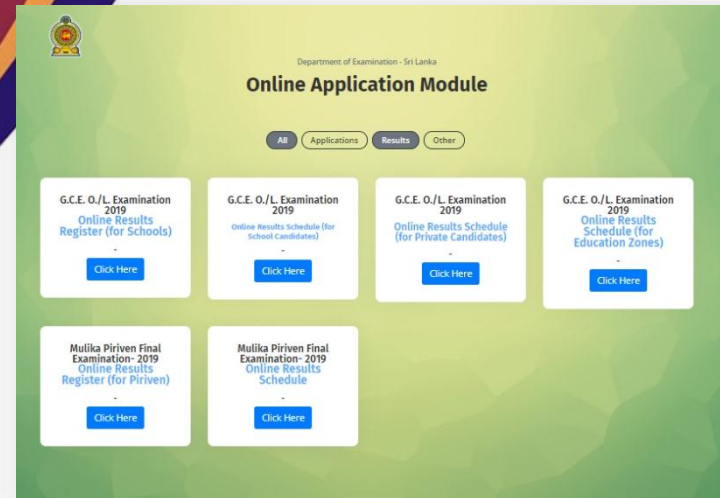 Department of Examination - Sri Lanka
Online Application Module
All
Applications
Results
Other
G.C.E. O./L. Examination
2019
Online Results
Register (for Schools)
-
Click Here
G.C.E. O./L. Examination
2019
Online Results Schedule (for
School Candidates)
-
Click Here
G.C.E. O./L. Examination
2019
Online Results Schedule
(for Private Candidates)
-
Click Here
G.C.E. O./L. Examination
2019
Online Results
Schedule (for
Education Zones)
-
Click Here
Mulika Piriven Final
Examination- 2019
Online Results
Register (for Piriven)
-
Click Here
Mulika Piriven Final
Examination- 2019
Online Results
Schedule
-
Click Here